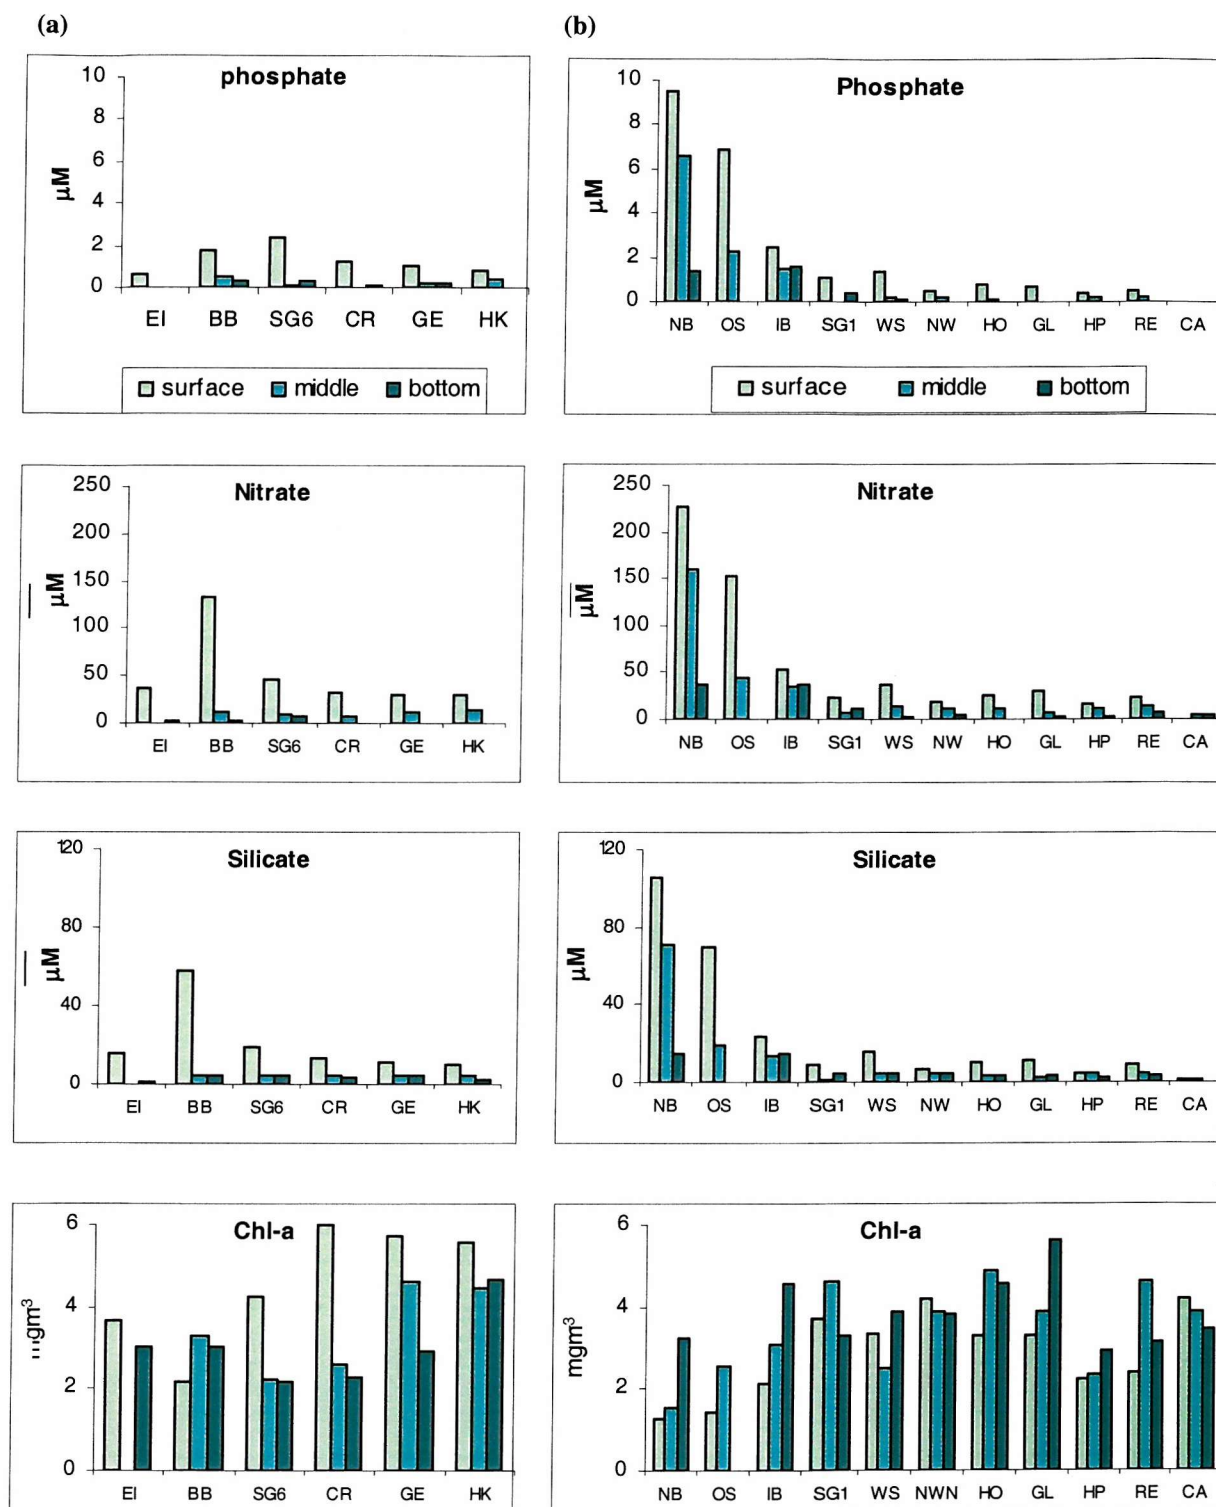 (a)
phosphate
10
8
6
4
2
0
μM
EI BB SG6 CR GE HK
surface middle bottom
Nitrate
250
200
150
100
50
0
μM
EI BB SG6 CR GE HK
Silicate
120
80
40
0
μM
EI BB SG6 CR GE HK
Chl-a
6
4
2
0
mgm³
EI BB SG6 CR GE HK
(b)
Phosphate
10
8
6
4
2
0
μM
NB OS IB SG1 WS NW HO GL HP RE CA
surface middle bottom
Nitrate
250
200
150
100
50
0
μM
NB OS IB SG1 WS NW HO GL HP RE CA
Silicate
120
80
40
0
μM
NB OS IB SG1 WS NW HO GL HP RE CA
Chl-a
6
4
2
0
mgm³
NB OS IB SG1 WS NWN HO GL HP RE CA